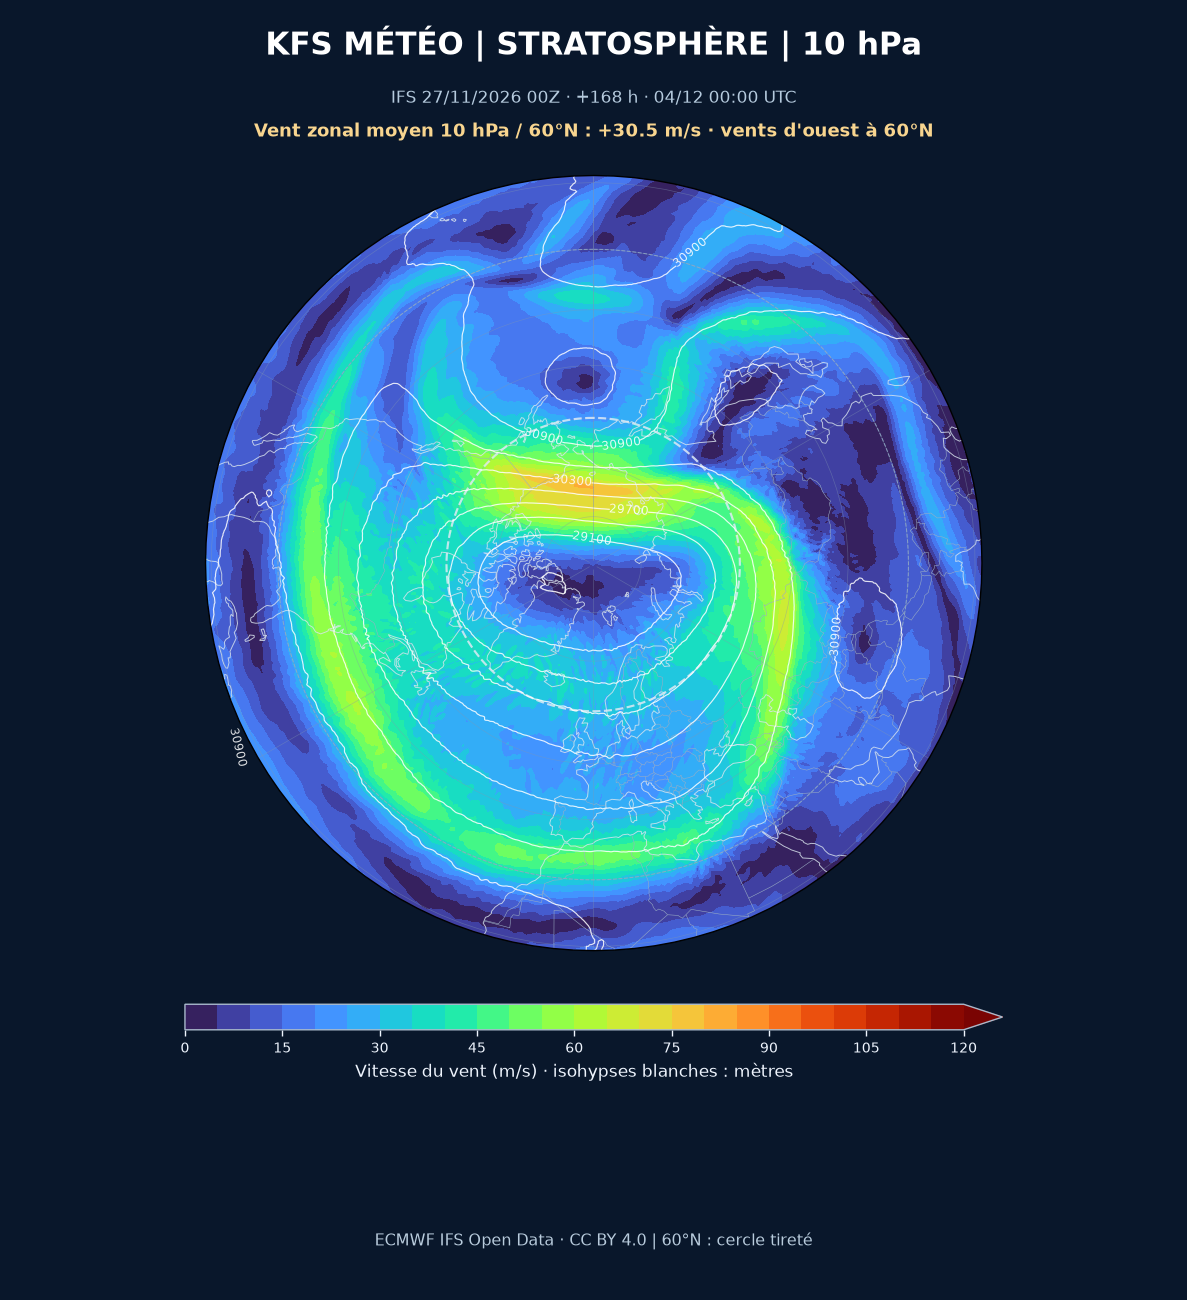 KFS MÉTÉO | STRATOSPHÈRE | 10 hPa
IFS 27/11/2026 00Z · +168 h · 04/12 00:00 UTC
Vent zonal moyen 10 hPa / 60°N : +30.5 m/s · vents d'ouest à 60°N
30900
30900
30900
30300
29700
29100
30900
30900
0 15 30 45 60 75 90 105 120
Vitesse du vent (m/s) · isohypses blanches : mètres
ECMWF IFS Open Data · CC BY 4.0 | 60°N : cercle tireté